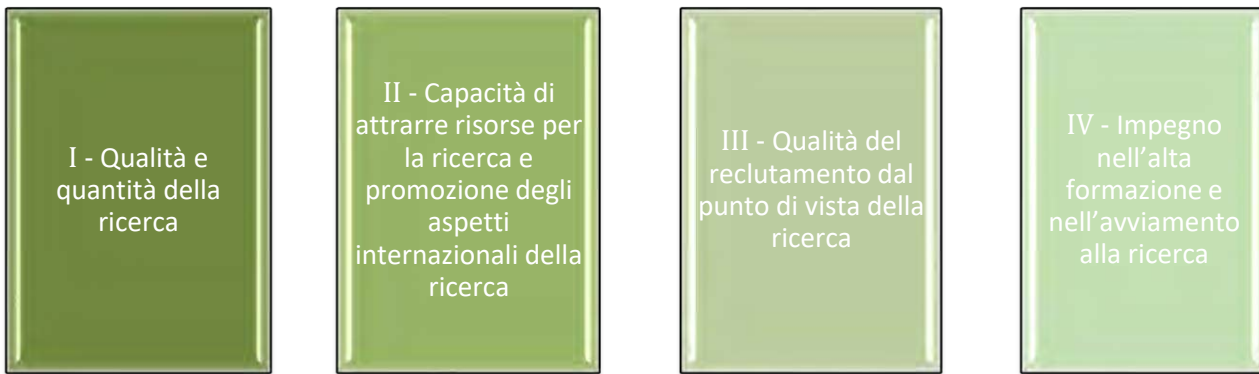 I - Qualità e
quantità della
ricerca
II - Capacità di
attrarre risorse per
la ricerca e
promozione degli
aspetti
internazionali della
ricerca
III - Qualità del
reclutamento dal
punto di vista della
ricerca
IV - Impegno
nell’alta
formazione e
nell’avviamento
alla ricerca